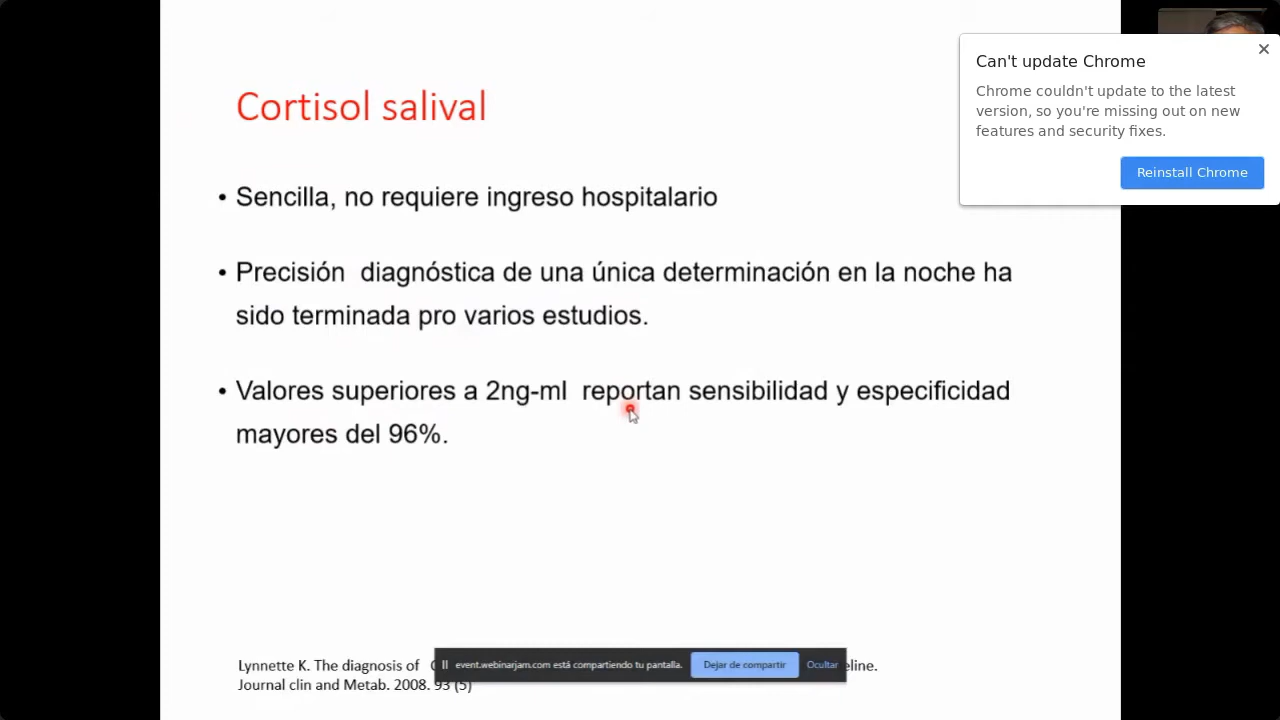 Cortisol salival
• Sencilla, no requiere ingreso hospitalario
• Precisión diagnóstica de una única determinación en la noche ha
sido terminada pro varios estudios.
• Valores superiores a 2ng-ml reportan sensibilidad y especificidad
mayores del 96%.
Lynnette K. The diagnosis of eline.
Journal clin and Metab. 2008. 93 (5)
event.webinarjam.com está compartiendo tu pantalla. Dejar de compartir Ocultar
Can't update Chrome
Chrome couldn't update to the latest
version, so you're missing out on new
features and security fixes.
Reinstall Chrome